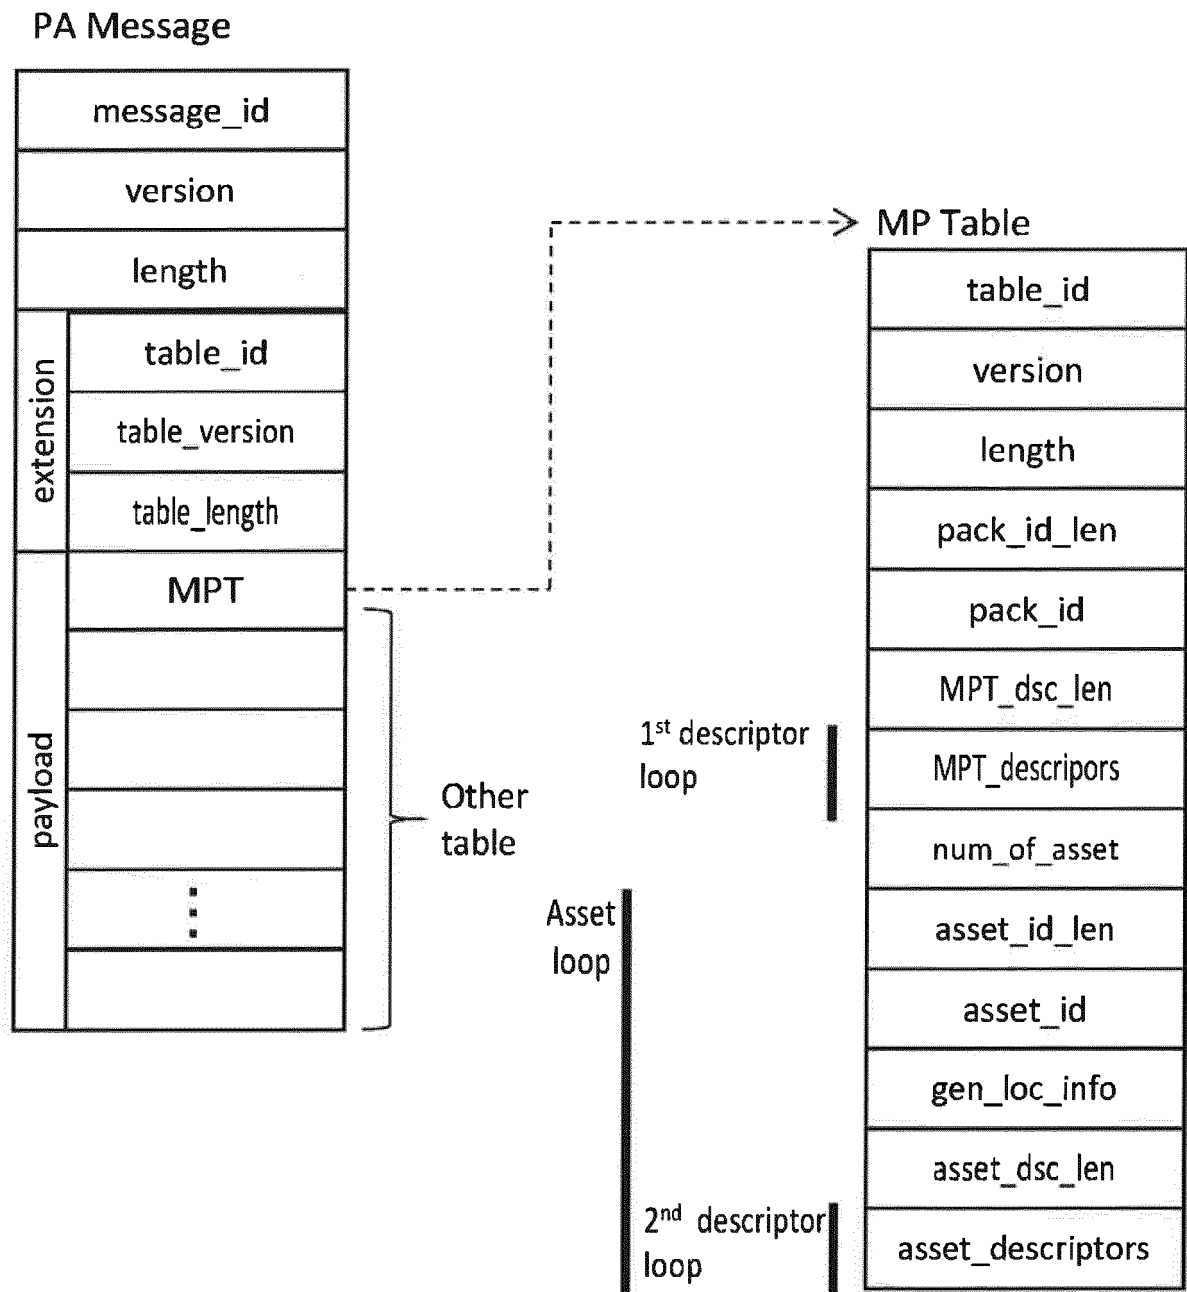 PA Message
message_id
version
length
extension
table_id
table_version
table_length
payload
MPT
Other
table
MP Table
table_id
version
length
pack_id_len
pack_id
MPT_dsc_len
1st descriptor
loop
MPT_descripors
num_of_asset
Asset
loop
asset_id_len
asset_id
gen_loc_info
asset_dsc_len
2nd descriptor
loop
asset_descriptors